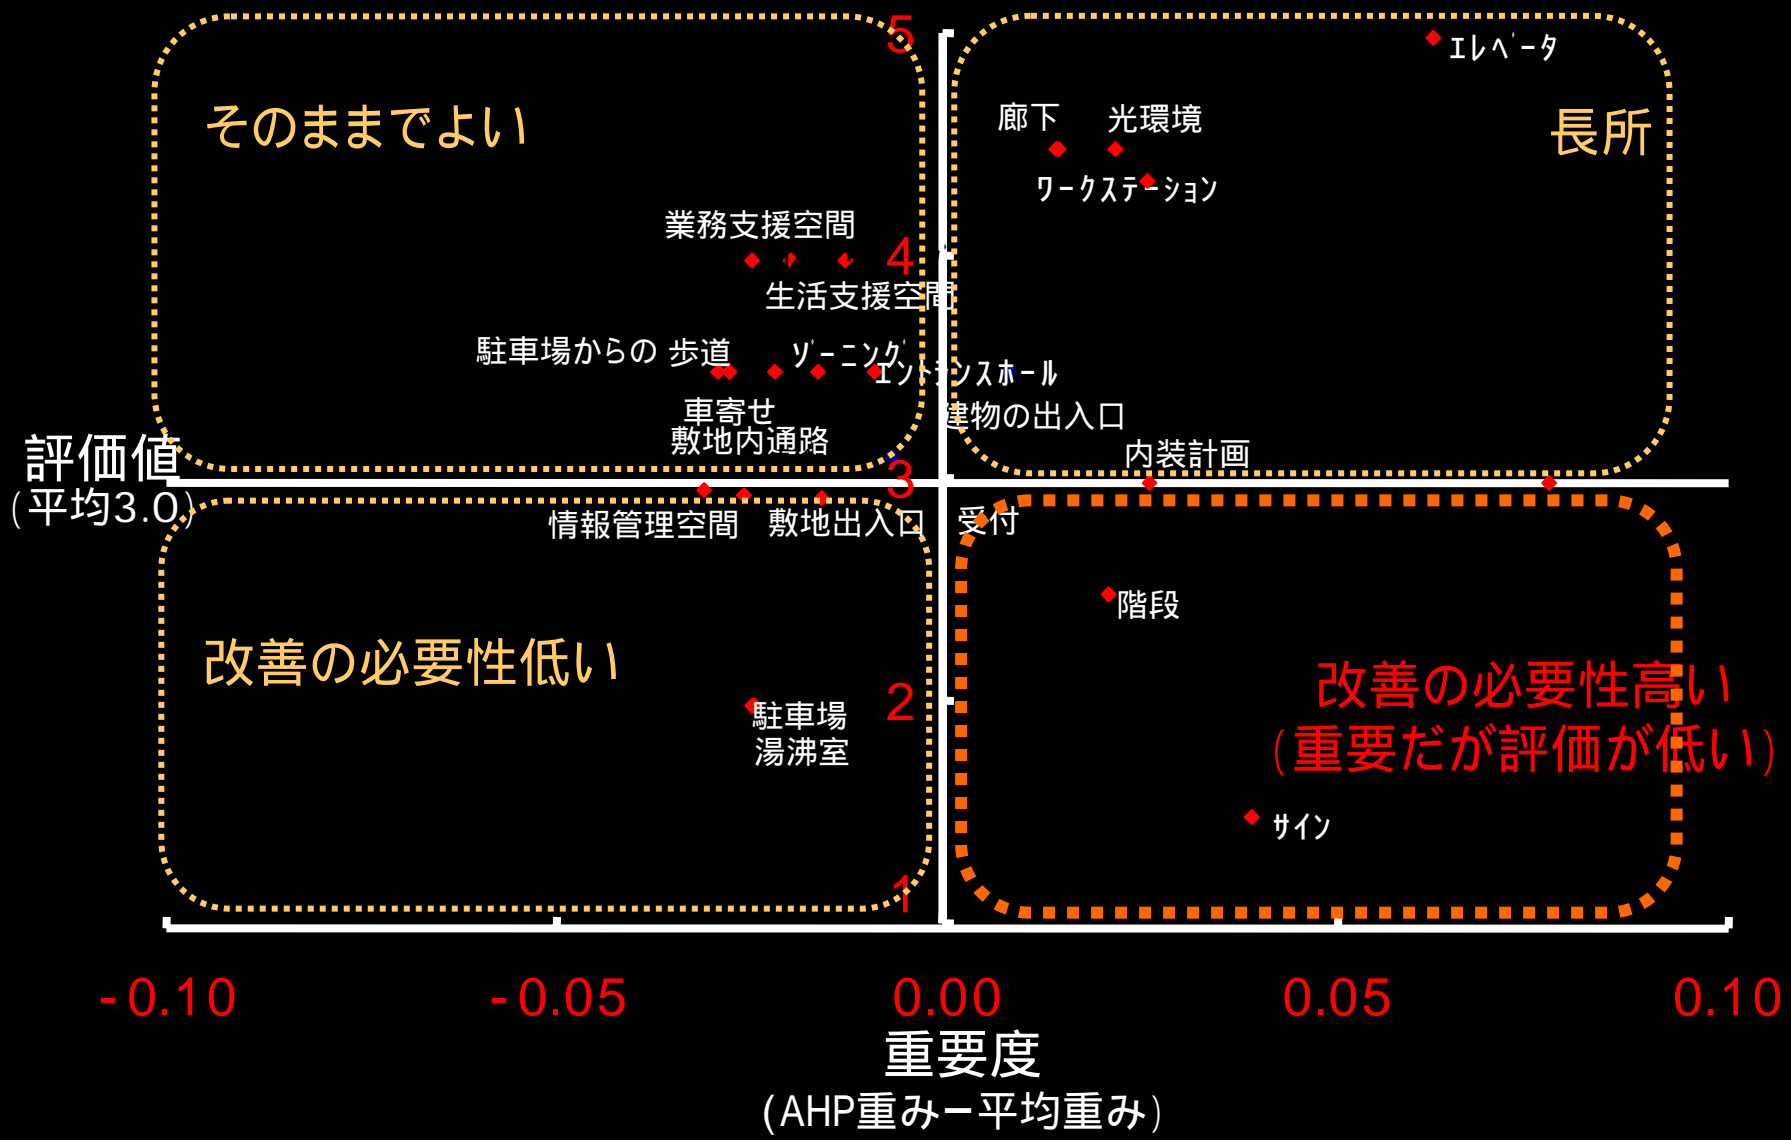 5
ｴﾚﾍﾞｰﾀ
そのままでよい
廊下
光環境
長所
ﾜｰｸｽﾃｰｼｮﾝ
業務支援空間
4
生活支援空間
駐車場からの 歩道
ｿﾞｰﾆﾝｸﾞ
ｴﾝﾄﾗﾝｽﾎｰﾙ
車寄せ
建物の出入口
敷地内通路
内装計画
評価値
3
(平均3.0)
情報管理空間
敷地出入口
受付
階段
改善の必要性低い
改善の必要性高い
2
駐車場
(重要だが評価が低い)
湯沸室
ｻｲﾝ
1
-0.10
-0.05
0.00
0.05
0.10
重要度
(AHP重みー平均重み)